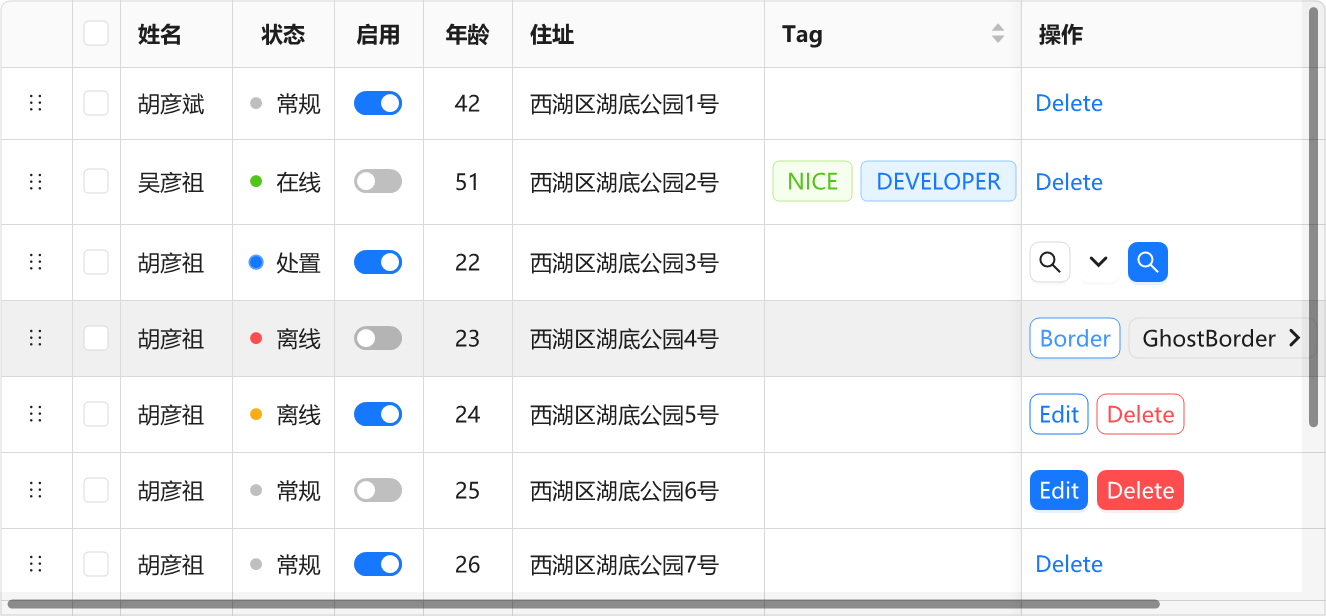 姓名 状态 启用 年龄 住址 Tag 操作
胡彦斌 常规 42 西湖区湖底公园1号 Delete
吴彦祖 在线 51 西湖区湖底公园2号 NICE DEVELOPER Delete
胡彦祖 处置 22 西湖区湖底公园3号
胡彦祖 离线 23 西湖区湖底公园4号 Border GhostBorder
胡彦祖 离线 24 西湖区湖底公园5号 Edit Delete
胡彦祖 常规 25 西湖区湖底公园6号 Edit Delete
胡彦祖 常规 26 西湖区湖底公园7号 Delete